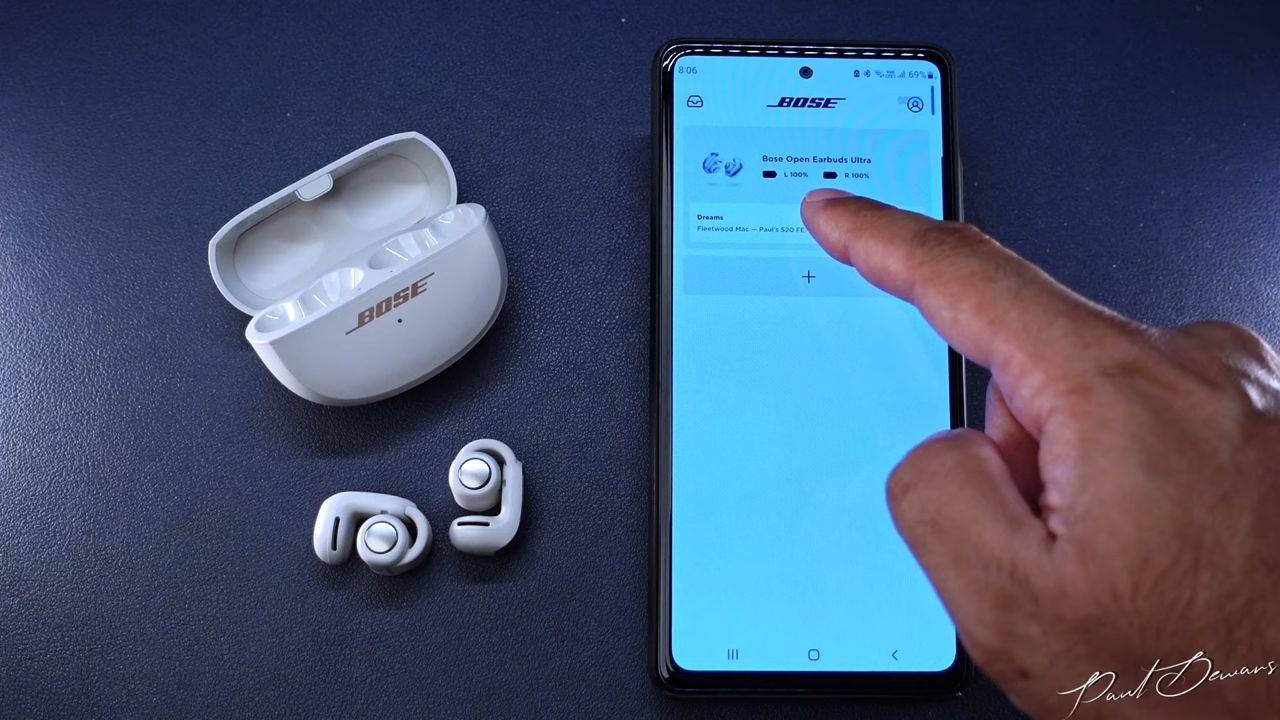 BOSE
8:06
69%
BOSE
Bose Open Earbuds Ultra
L 100% R 100%
Dreams
Fleetwood Mac — Paul's S20 FE
Paul Dewars